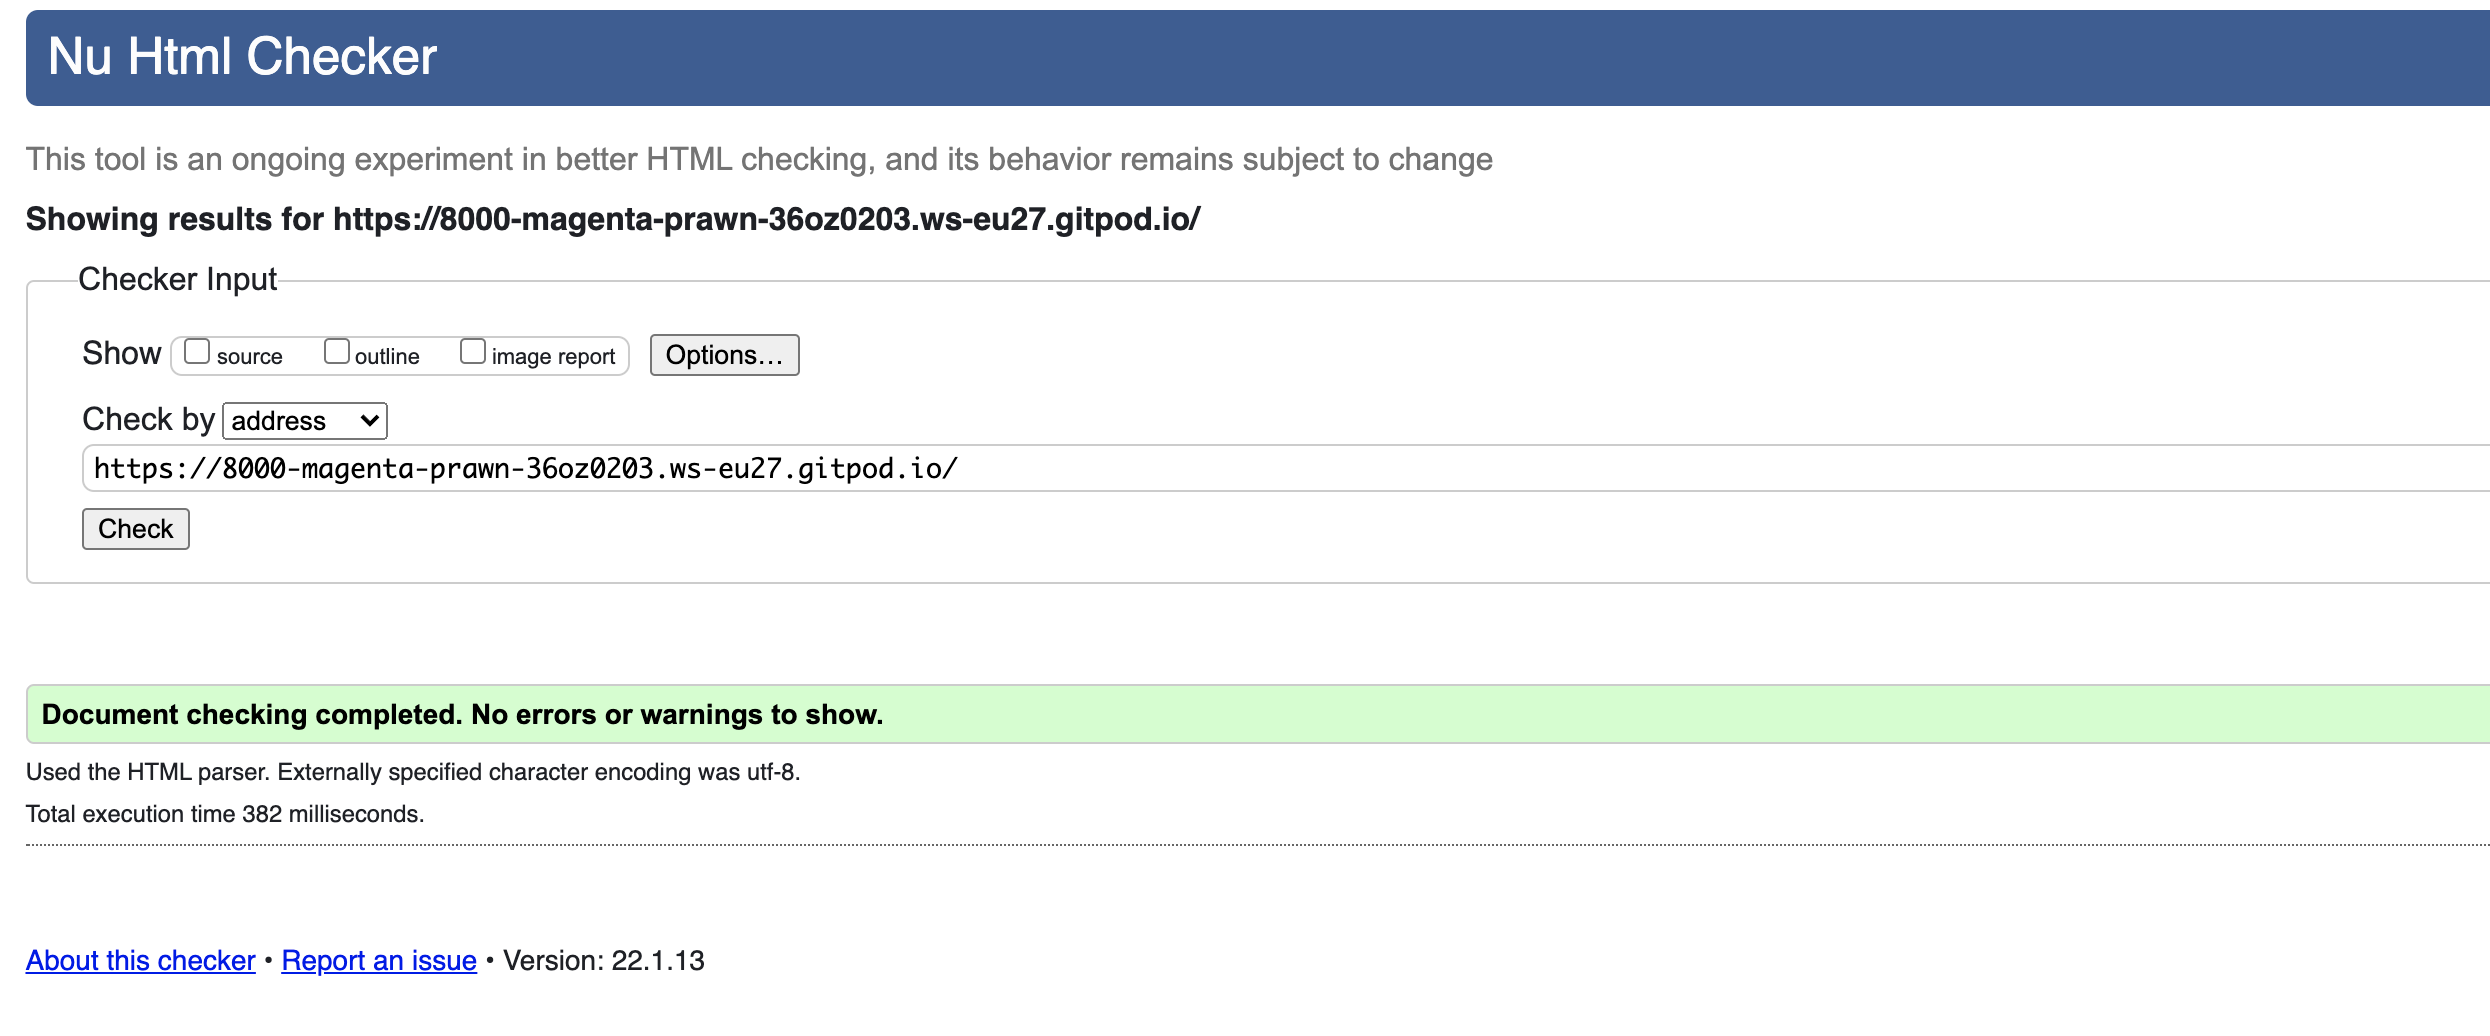 Nu Html Checker
This tool is an ongoing experiment in better HTML checking, and its behavior remains subject to change
Showing results for https://8000-magenta-prawn-36oz0203.ws-eu27.gitpod.io/
Checker Input
Show source outline image report Options...
Check by address
https://8000-magenta-prawn-36oz0203.ws-eu27.gitpod.io/
Check
Document checking completed. No errors or warnings to show.
Used the HTML parser. Externally specified character encoding was utf-8.
Total execution time 382 milliseconds.
About this checker • Report an issue • Version: 22.1.13